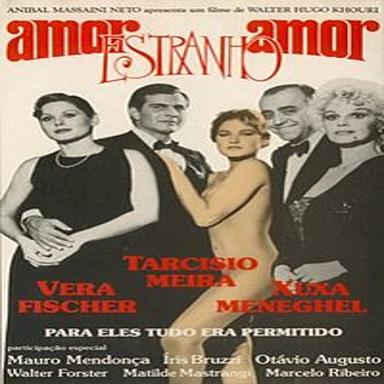 ANIBAL MASSAINI NETO apresenta um filme de WALTER HUGO KHOURI
amor ESTRANHO amor
TARCISIO
MEIRA
VERA
FISCHER
XUXA
MENEGHEL
PARA ELES TUDO ERA PERMITIDO
participação especial
Mauro Mendonça Íris Bruzzi Otávio Augusto
Walter Forster Matilde Mastrangi Marcelo Ribeiro